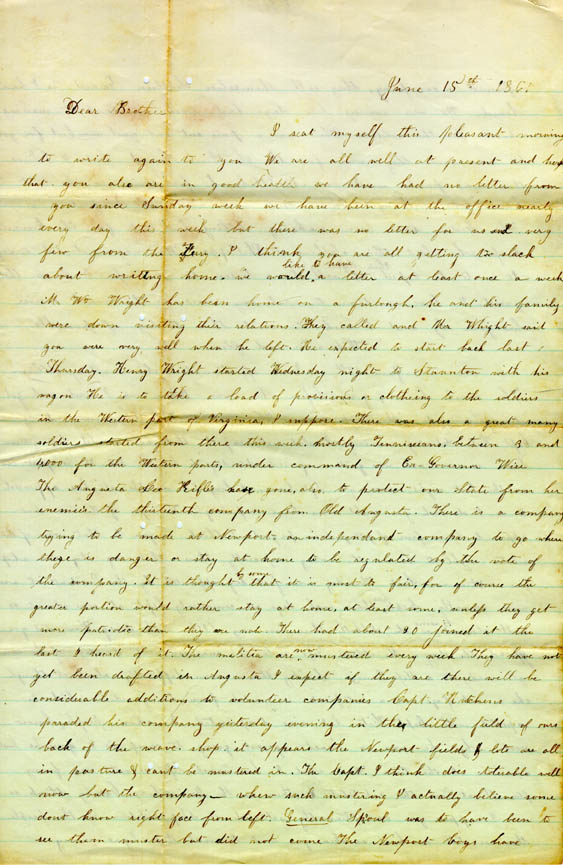 June 15th 1861
Dear Brother
I seat myself this pleasant morning
to write again to you We are all well at present and hop
that you also are in good health we have had no letter from
you since Sunday week we have been at the office nearly
every day this week but there was no letter for us and very
few from the Ferry. I think you are all getting to slack
about writting home. we would like to have a letter at least once a week
Mr Wm Wright has been home on a furlough. he and his family
were down visiting their relations. They called and Mr Whight said
you were very well when he left. He expected to start back last
Thursday. Henry Wright started Wednesday night to Staunton with his
wagon He is to take a load of provisions or clotheing to the soldiers
in the Western part of Virginia, I suppose. There was also a great many
soldiers started from there this week. mostly Tennisseans, between 3 and
4000 for the Western parts, under command of Ex-Governor Wise
The Augusta Rifles has gone, also, to protect our State from her
enemies the thirteenth company from Old Augusta. There is a company
trying to be made at Newport, an independant company to go where
there is danger or stay at home to be regulated by the vote of
the company. It is thought by some that it is most to fair, for of course the
greater portion would rather stay at home, at least some, unless they get
more patriotic than they are now. There had about 20 joined at the
last I heard of it. The malitia are now mustered every week They have not
yet been drafted in Augusta I expect if they are there will be
considerable additions to volunteer companies Capt. Kitchens
paraded his company yesterday evening in the little field of ours
back of the weave shop. it appears the Newport fields & lots are all
in pasture & cant be mustered in. The Capt. I think does tolerable well
now but the company — where such mustering I actually believe some
dont know right face from left. General Skoul was to have been to
see them muster but did not come The Newport boys have